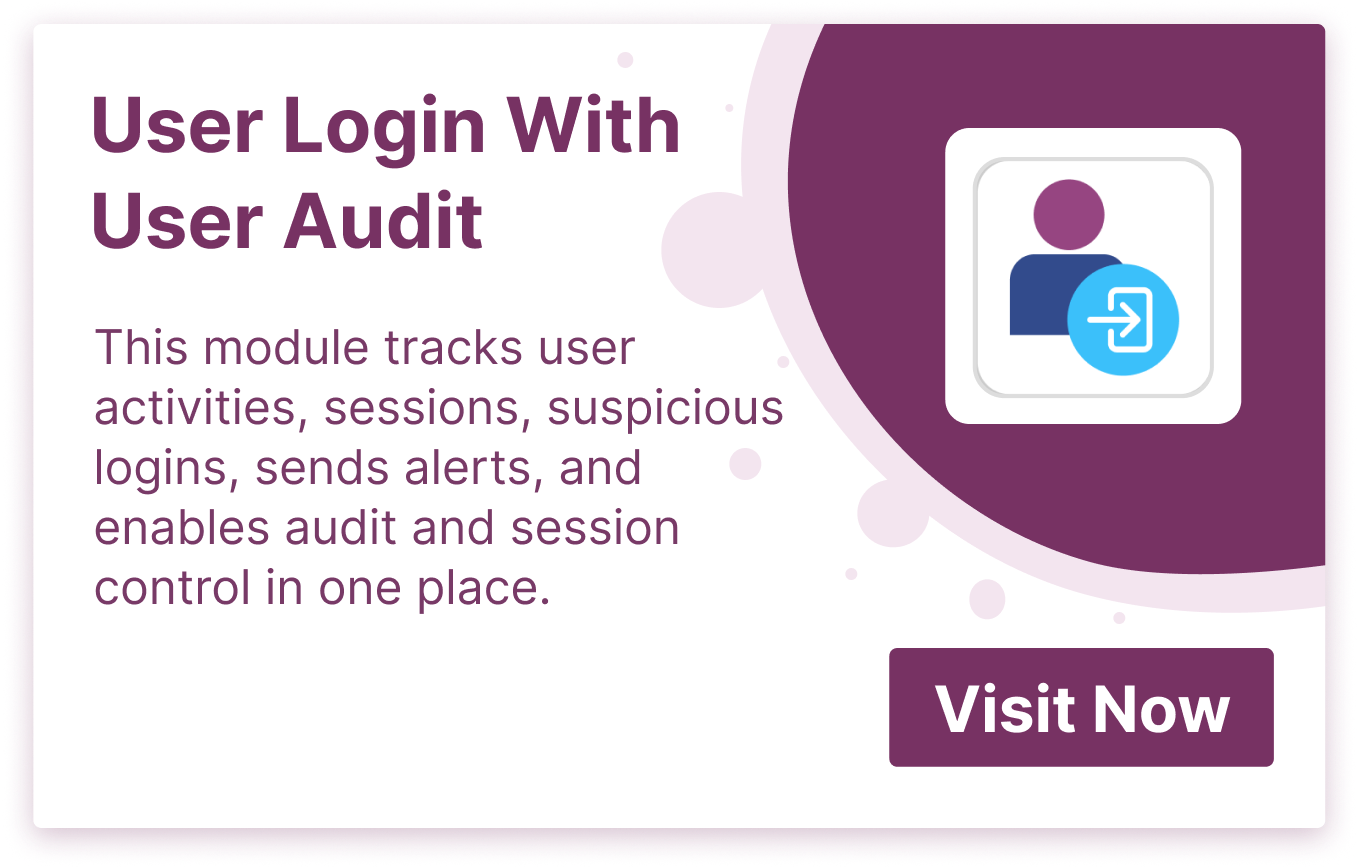 User Login With
User Audit
This module tracks user
activities, sessions, suspicious
logins, sends alerts, and
enables audit and session
control in one place.
Visit Now